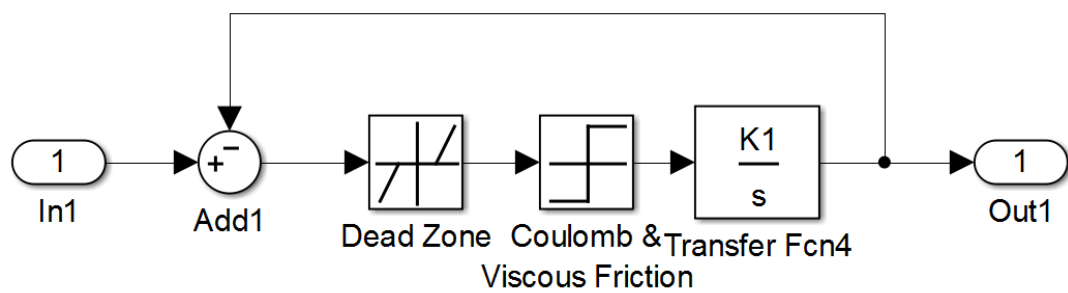 1
In1
+
−
Add1
Dead Zone
Coulomb &
Viscous Friction
K1
s
Transfer Fcn4
1
Out1